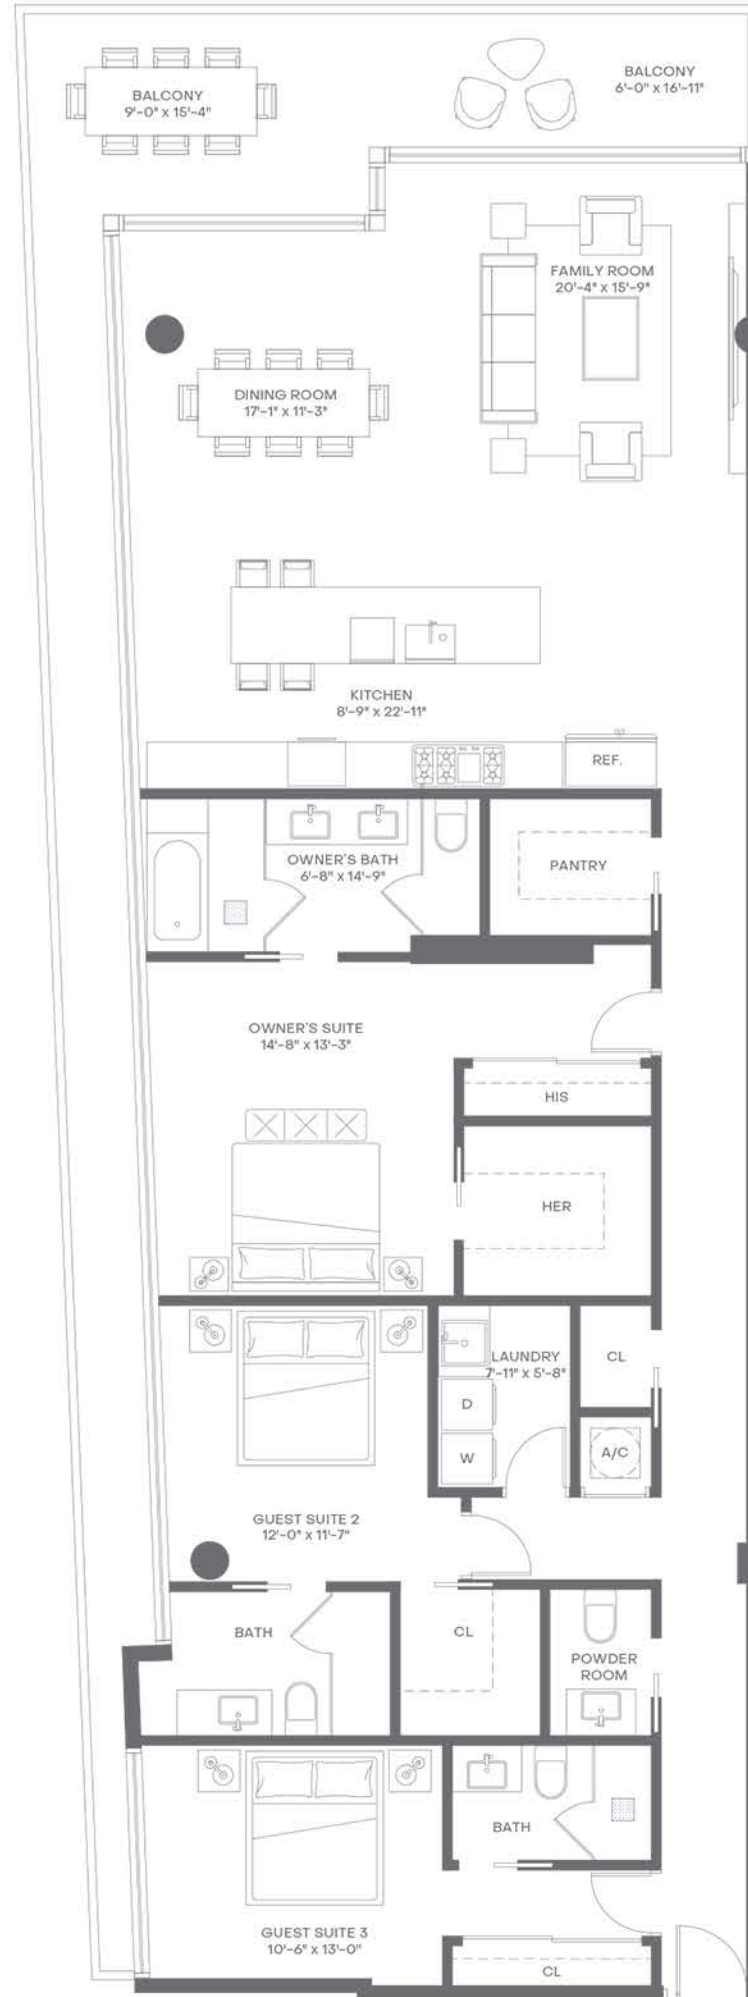 BALCONY
9'-0" x 15'-4"
BALCONY
6'-0" x 16'-11"
FAMILY ROOM
20'-4" x 15'-9"
DINING ROOM
17'-1" x 11'-3"
KITCHEN
8'-9" x 22'-11"
REF.
OWNER'S BATH
6'-8" x 14'-9"
PANTRY
OWNER'S SUITE
14'-8" x 13'-3"
HIS
HER
LAUNDRY
7'-11" x 5'-8"
CL
D
W
A/C
GUEST SUITE 2
12'-0" x 11'-7"
BATH
CL
POWDER
ROOM
BATH
GUEST SUITE 3
10'-6" x 13'-0"
CL